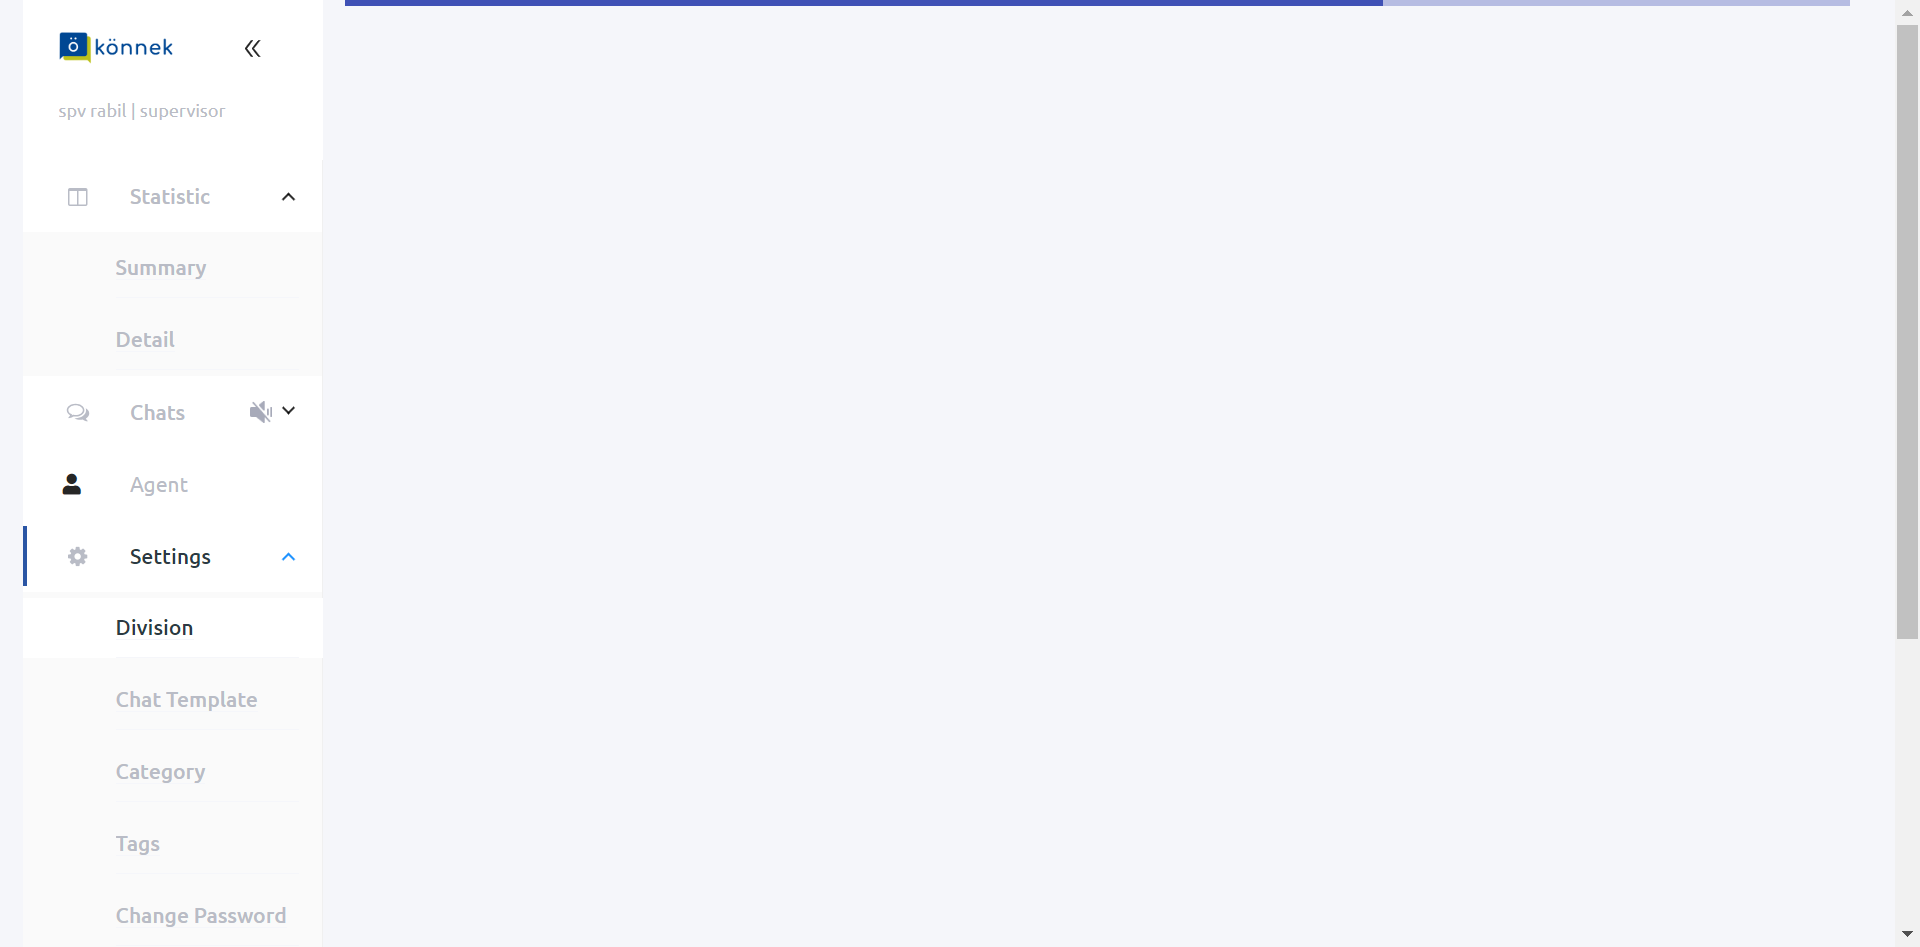 ö könnek
spv rabil | supervisor
Statistic
Summary
Detail
Chats
Agent
Settings
Division
Chat Template
Category
Tags
Change Password